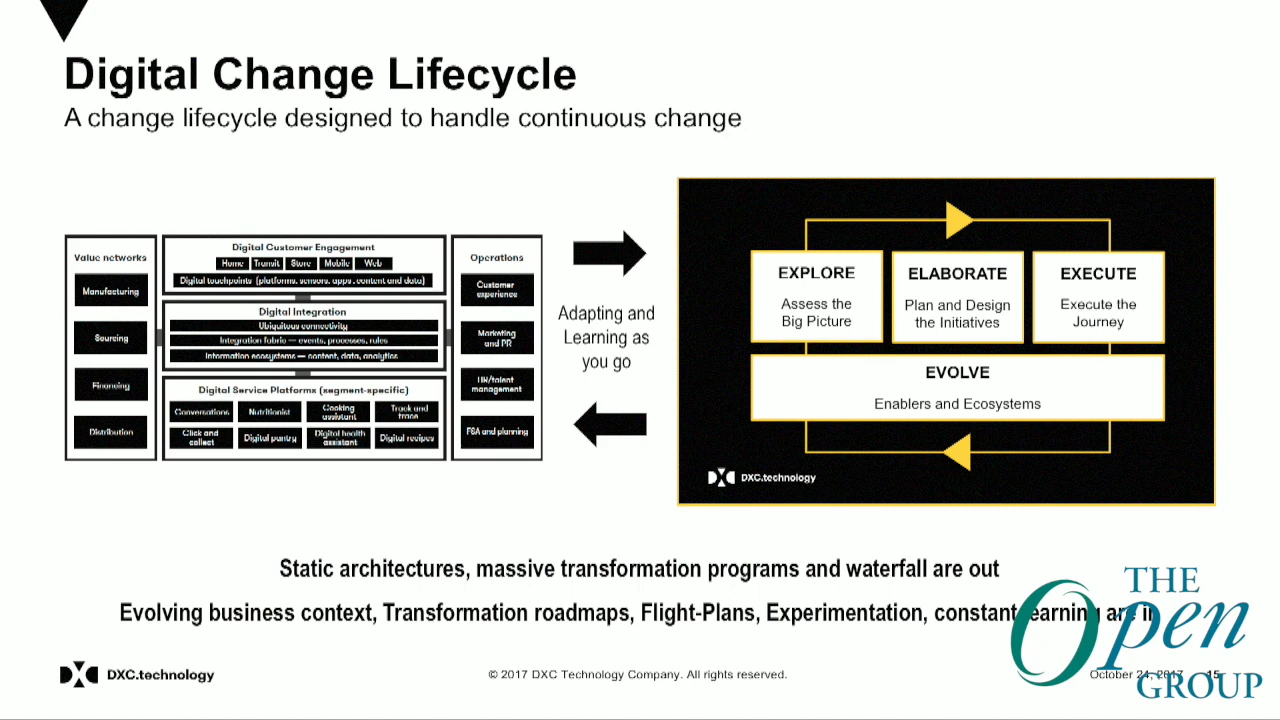 Digital Change Lifecycle
A change lifecycle designed to handle continuous change
Value networks
Manufacturing
Sourcing
Financing
Distribution
Digital Customer Engagement
Home Transit Store Mobile Web
Digital touchpoints (platforms, sensors, apps, content and data)
Digital Integration
Ubiquitous connectivity
Integration fabric — events, processes, rules
Information ecosystems — content, data, analytics
Digital Service Platforms (segment-specific)
Conversations
Nutritionist
Cooking
assistant
Track and
trace
Click and
collect
Digital pantry
Digital health
assistant
Digital recipes
Operations
Customer
experience
Marketing
and PR
HR/talent
management
F&A and planning
Adapting and
Learning as
you go
EXPLORE
Assess the
Big Picture
ELABORATE
Plan and Design
the Initiatives
EXECUTE
Execute the
Journey
EVOLVE
Enablers and Ecosystems
DXC.technology
Static architectures, massive transformation programs and waterfall are out
Evolving business context, Transformation roadmaps, Flight-Plans, Experimentation, constant learning are in
DXC.technology
© 2017 DXC Technology Company. All rights reserved.
October 24, 2017
15
THE
Open
GROUP